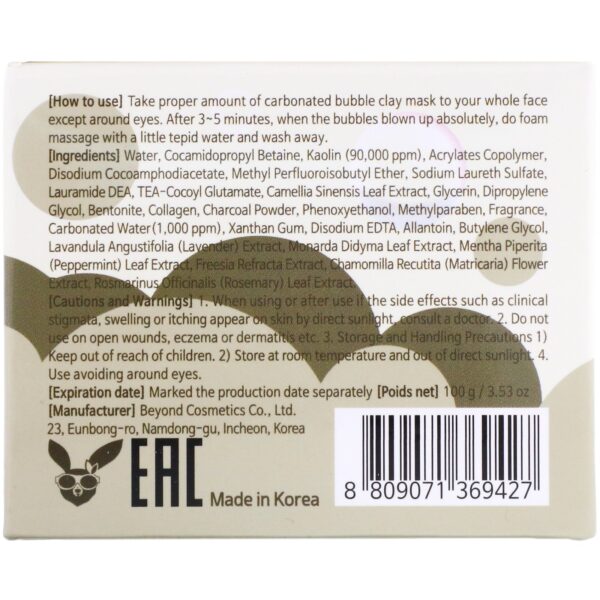 [How to use] Take proper amount of carbonated bubble clay mask to your whole face
except around eyes. After 3~5 minutes, when the bubbles blown up absolutely, do foam
massage with a little tepid water and wash away.
[Ingredients] Water, Cocamidopropyl Betaine, Kaolin (90,000 ppm), Acrylates Copolymer,
Disodium Cocoamphodiacetate, Methyl Perfluoroisobutyl Ether, Sodium Laureth Sulfate,
Lauramide DEA, TEA-Cocoyl Glutamate, Camellia Sinensis Leaf Extract, Glycerin, Dipropylene
Glycol, Bentonite, Collagen, Charcoal Powder, Phenoxyethanol, Methylparaben, Fragrance,
Carbonated Water(1,000 ppm), Xanthan Gum, Disodium EDTA, Allantoin, Butylene Glycol,
Lavandula Angustifolia (Lavender) Extract, Monarda Didyma Leaf Extract, Mentha Piperita
(Peppermint) Leaf Extract, Freesia Refracta Extract, Chamomilla Recutita (Matricaria) Flower
Extract, Rosmarinus Officinalis (Rosemary) Leaf Extract
[Cautions and Warnings] 1. When using or after use if the side effects such as clinical
stigmata, swelling or itching appear on skin by direct sunlight, consult a doctor. 2. Do not
use on open wounds, eczema or dermatitis etc. 3. Storage and Handling Precautions 1)
Keep out of reach of children. 2) Store at room temperature and out of direct sunlight. 4.
Use avoiding around eyes.
[Expiration date] Marked the production date separately [Poids net] 100 g / 3.53 oz
[Manufacturer] Beyond Cosmetics Co., Ltd.
23, Eunbong-ro, Namdong-gu, Incheon, Korea
EAC Made in Korea
8 809071 369427